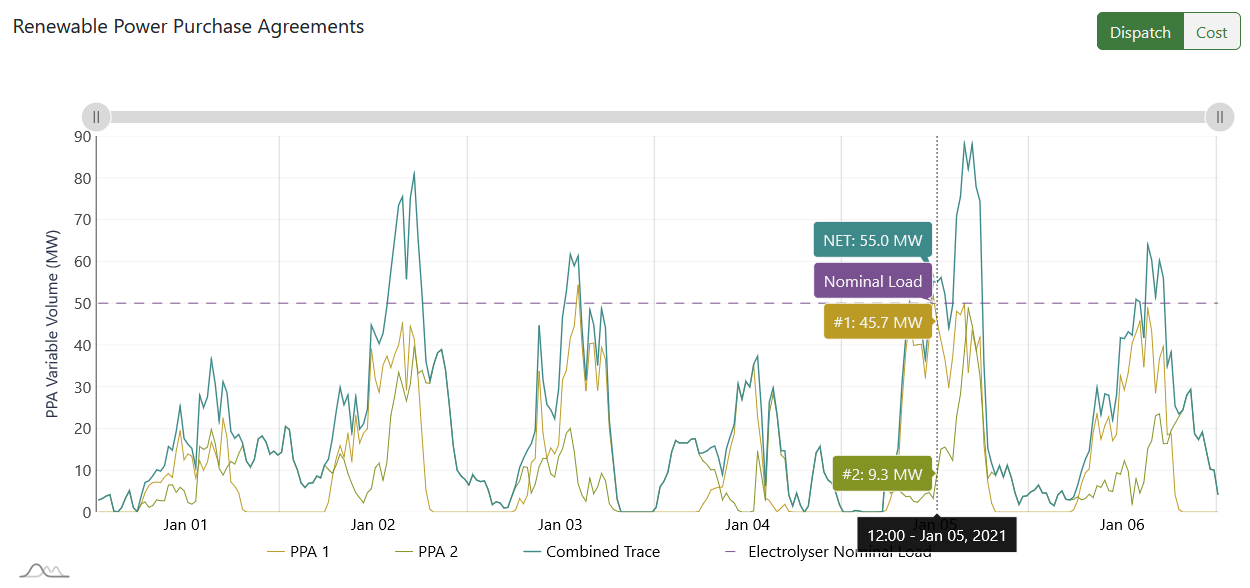 Renewable Power Purchase Agreements
Dispatch Cost
90
80
70
60
50
40
30
20
10
0
PPA Variable Volume (MW)
NET: 55.0 MW
Nominal Load
#1: 45.7 MW
#2: 9.3 MW
Jan 01 Jan 02 Jan 03 Jan 04 Jan 05 Jan 06
12:00 - Jan 05, 2021
PPA 1 PPA 2 Combined Trace Electrolyser Nominal Load